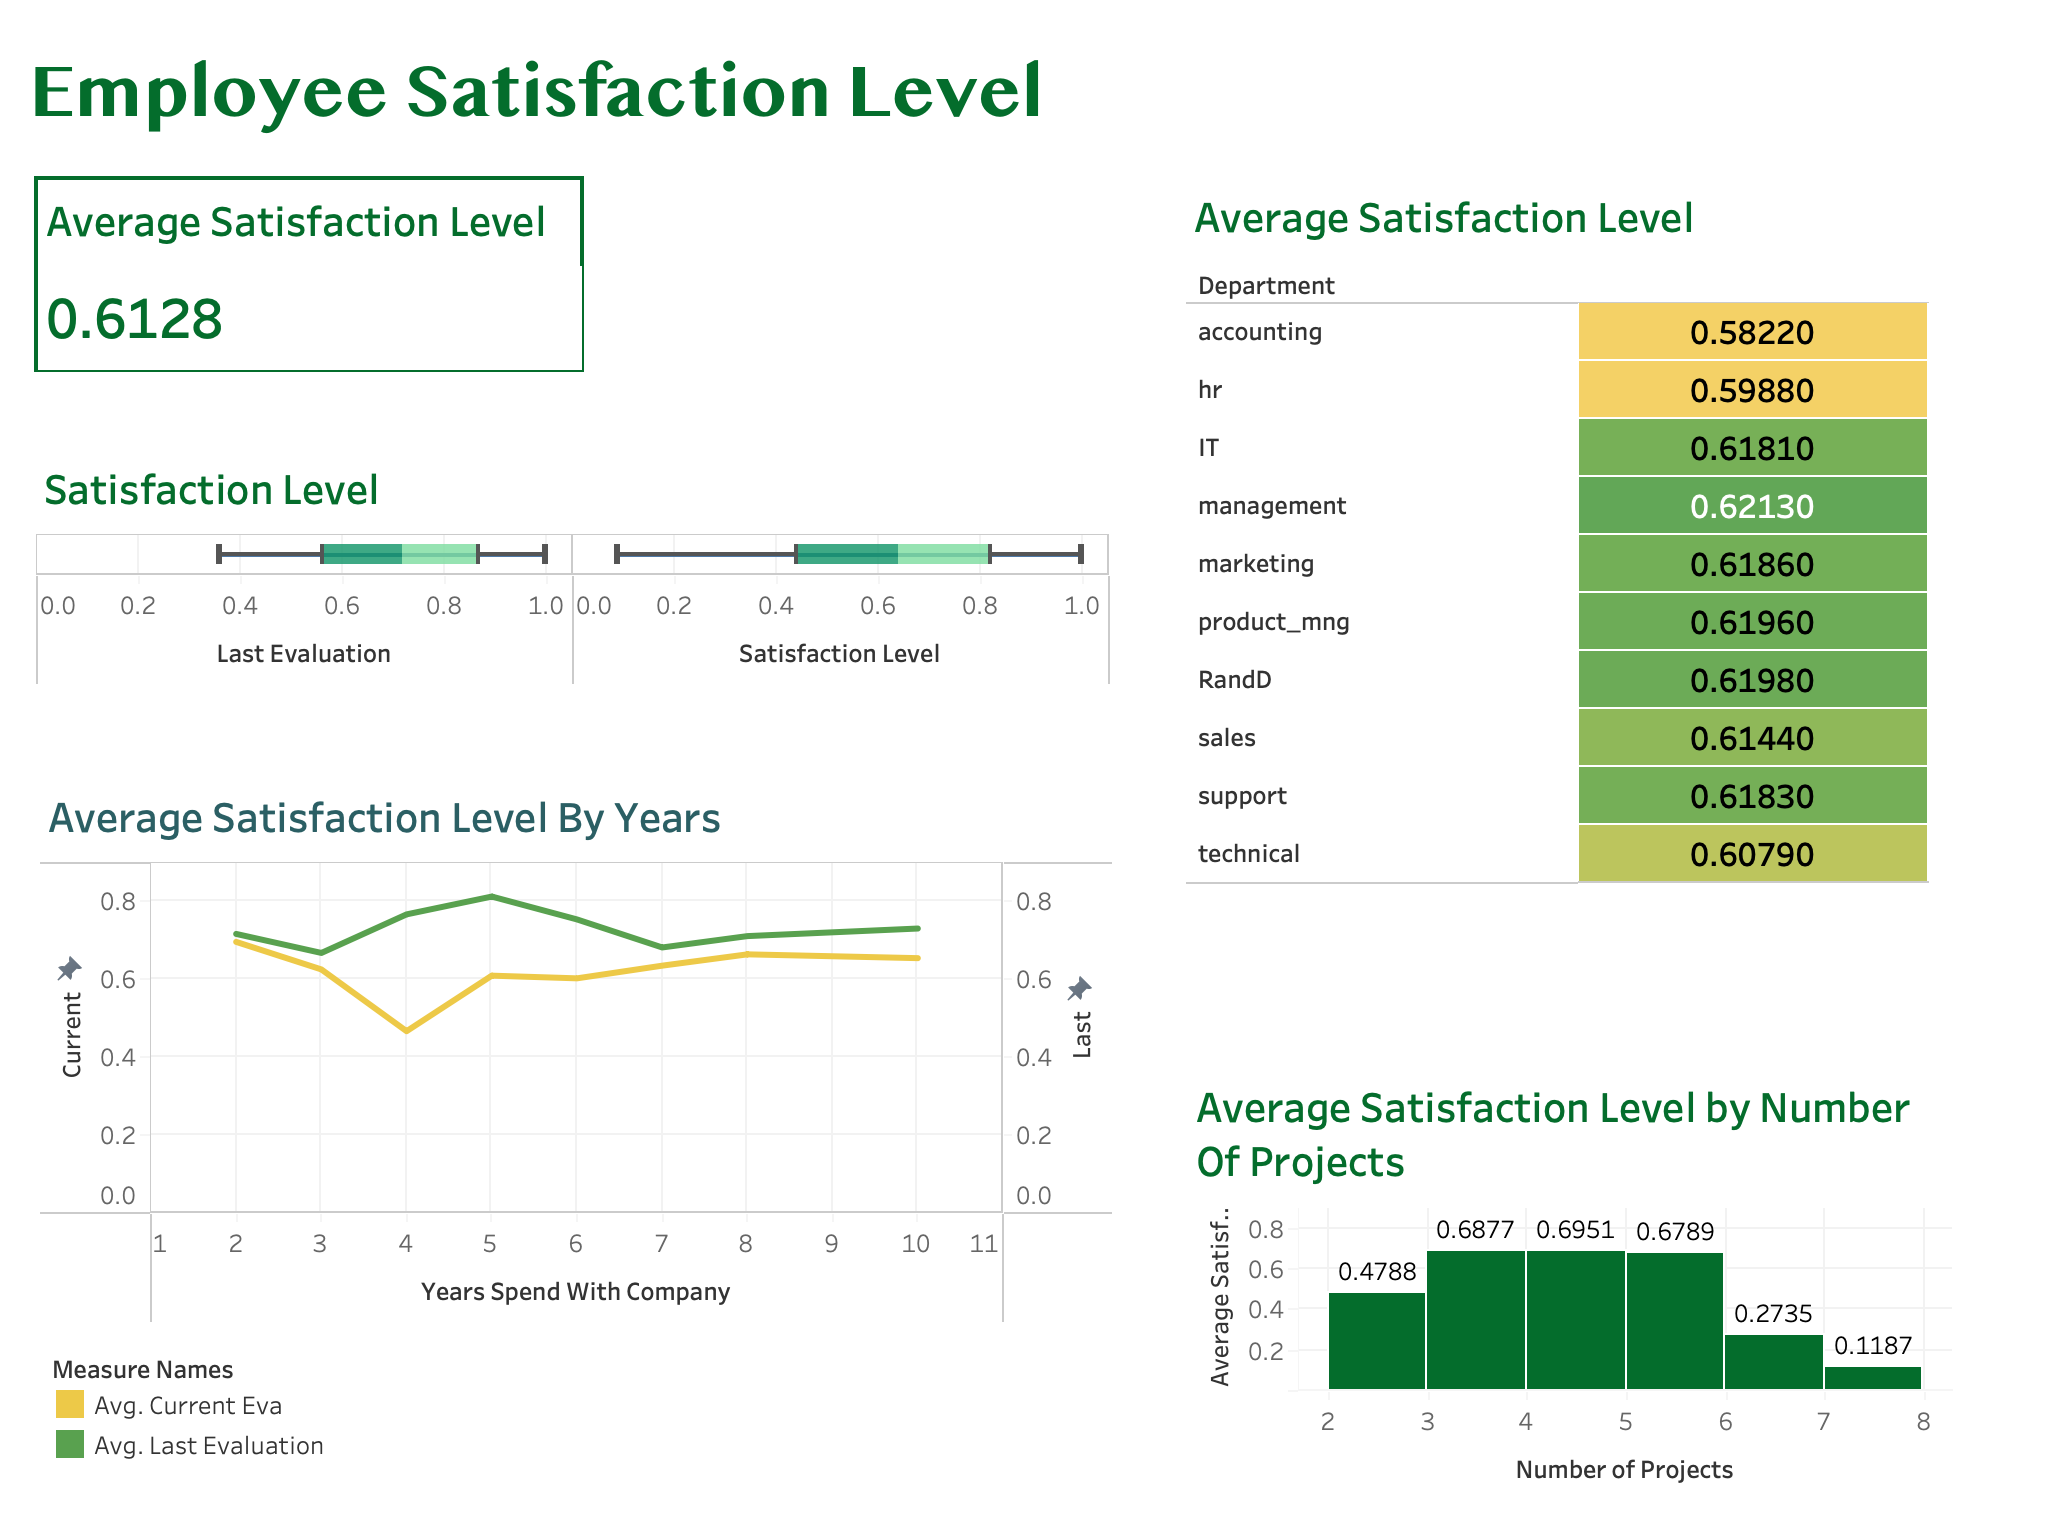 Employee Satisfaction Level
Average Satisfaction Level
0.6128
Satisfaction Level
0.0 0.2 0.4 0.6 0.8 1.0 0.0 0.2 0.4 0.6 0.8 1.0
Last Evaluation Satisfaction Level
Average Satisfaction Level By Years
Current
0.8
0.6
0.4
0.2
0.0
0.8
0.6
0.4
0.2
0.0
Last
1 2 3 4 5 6 7 8 9 10 11
Years Spend With Company
Measure Names
Avg. Current Eva
Avg. Last Evaluation
Average Satisfaction Level
Department
accounting 0.58220
hr 0.59880
IT 0.61810
management 0.62130
marketing 0.61860
product_mng 0.61960
RandD 0.61980
sales 0.61440
support 0.61830
technical 0.60790
Average Satisfaction Level by Number
Of Projects
Average Satisf..
0.8
0.6
0.4
0.2
0.4788 0.6877 0.6951 0.6789 0.2735 0.1187
2 3 4 5 6 7 8
Number of Projects